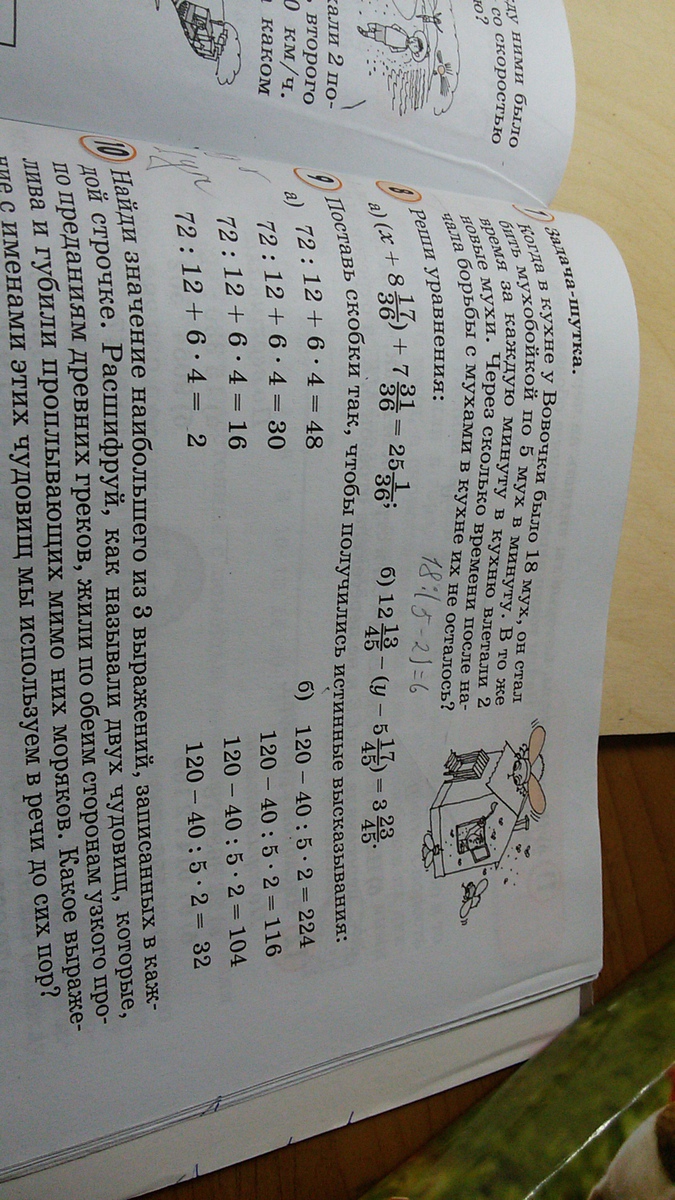 ду ними было
со скоростью
ю?
кали 2 по-
второго
0 км/ч.
каком
7 Задача-шутка.
Когда в кухне у Вовочки было 18 мух, он стал
бить мухобойкой по 5 мух в минуту. В то же
время за каждую минуту в кухню влетали 2
новые мухи. Через сколько времени после на-
чала борьбы с мухами в кухне их не осталось?
18:(5-2)=6
8 Реши уравнения:
а) (x + 8 17/36) + 7 31/36 = 25 1/36; б) 12 13/45 − (y − 5 17/45) = 3 23/45.
9 Поставь скобки так, чтобы получились истинные высказывания:
а) 72 : 12 + 6 · 4 = 48 б) 120 − 40 : 5 · 2 = 224
72 : 12 + 6 · 4 = 30 120 − 40 : 5 · 2 = 116
72 : 12 + 6 · 4 = 16 120 − 40 : 5 · 2 = 104
72 : 12 + 6 · 4 = 2 120 − 40 : 5 · 2 = 32
10 Найди значение наибольшего из 3 выражений, записанных в каж-
дой строчке. Расшифруй, как называли двух чудовищ, которые,
по преданиям древних греков, жили по обеим сторонам узкого про-
лива и губили проплывающих мимо них моряков. Какое выраже-
ние с именами этих чудовищ мы используем в речи до сих пор?